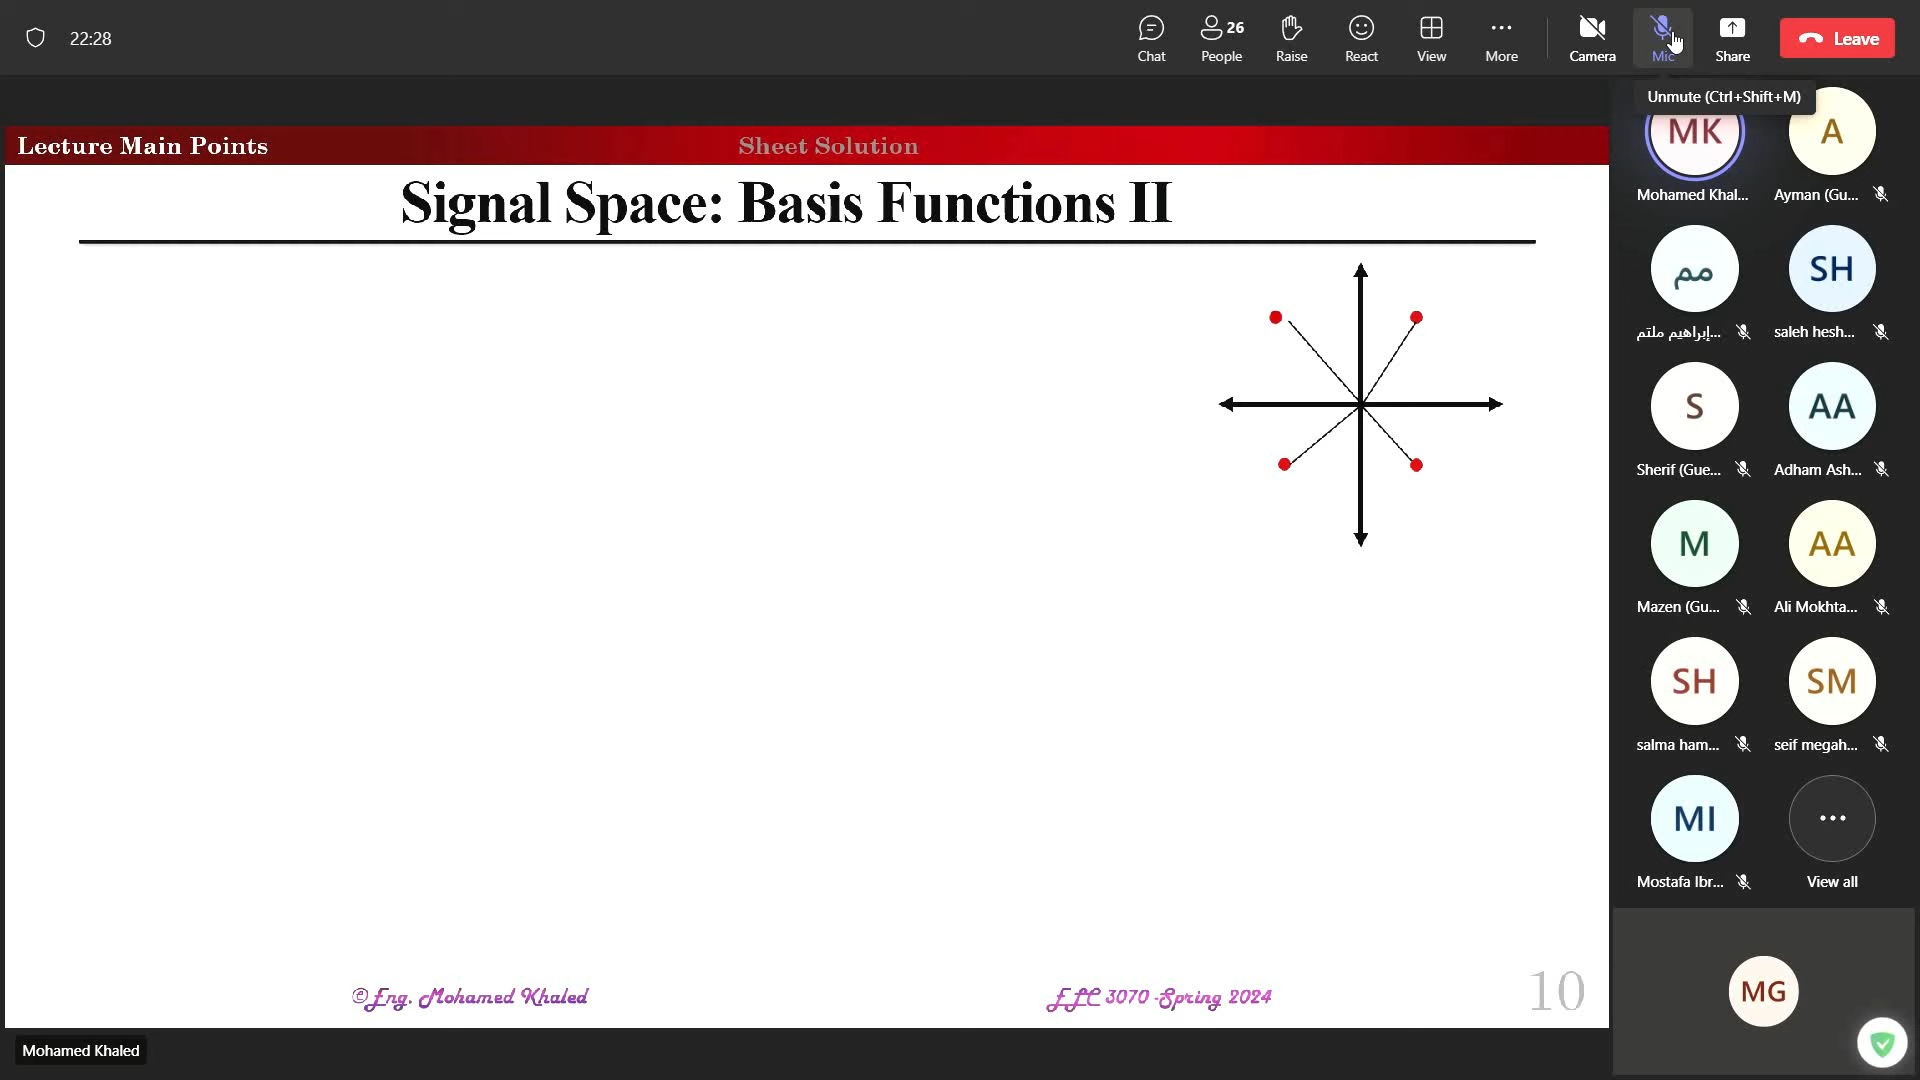 22:28
Chat
26
People
Raise
React
View
More
Camera
Mic
Share
Leave
Unmute (Ctrl+Shift+M)
Lecture Main Points
Sheet Solution
Signal Space: Basis Functions II
©Eng. Mohamed Khaled
ELC 3070 -Spring 2024
10
Mohamed Khaled
MK
Mohamed Khal...
A
Ayman (Gu...
مم
إبراهيم ملتم...
SH
saleh hesh...
S
Sherif (Gue...
AA
Adham Ash...
M
Mazen (Gu...
AA
Ali Mokhta...
SH
salma ham...
SM
seif megah...
MI
Mostafa Ibr...
View all
MG